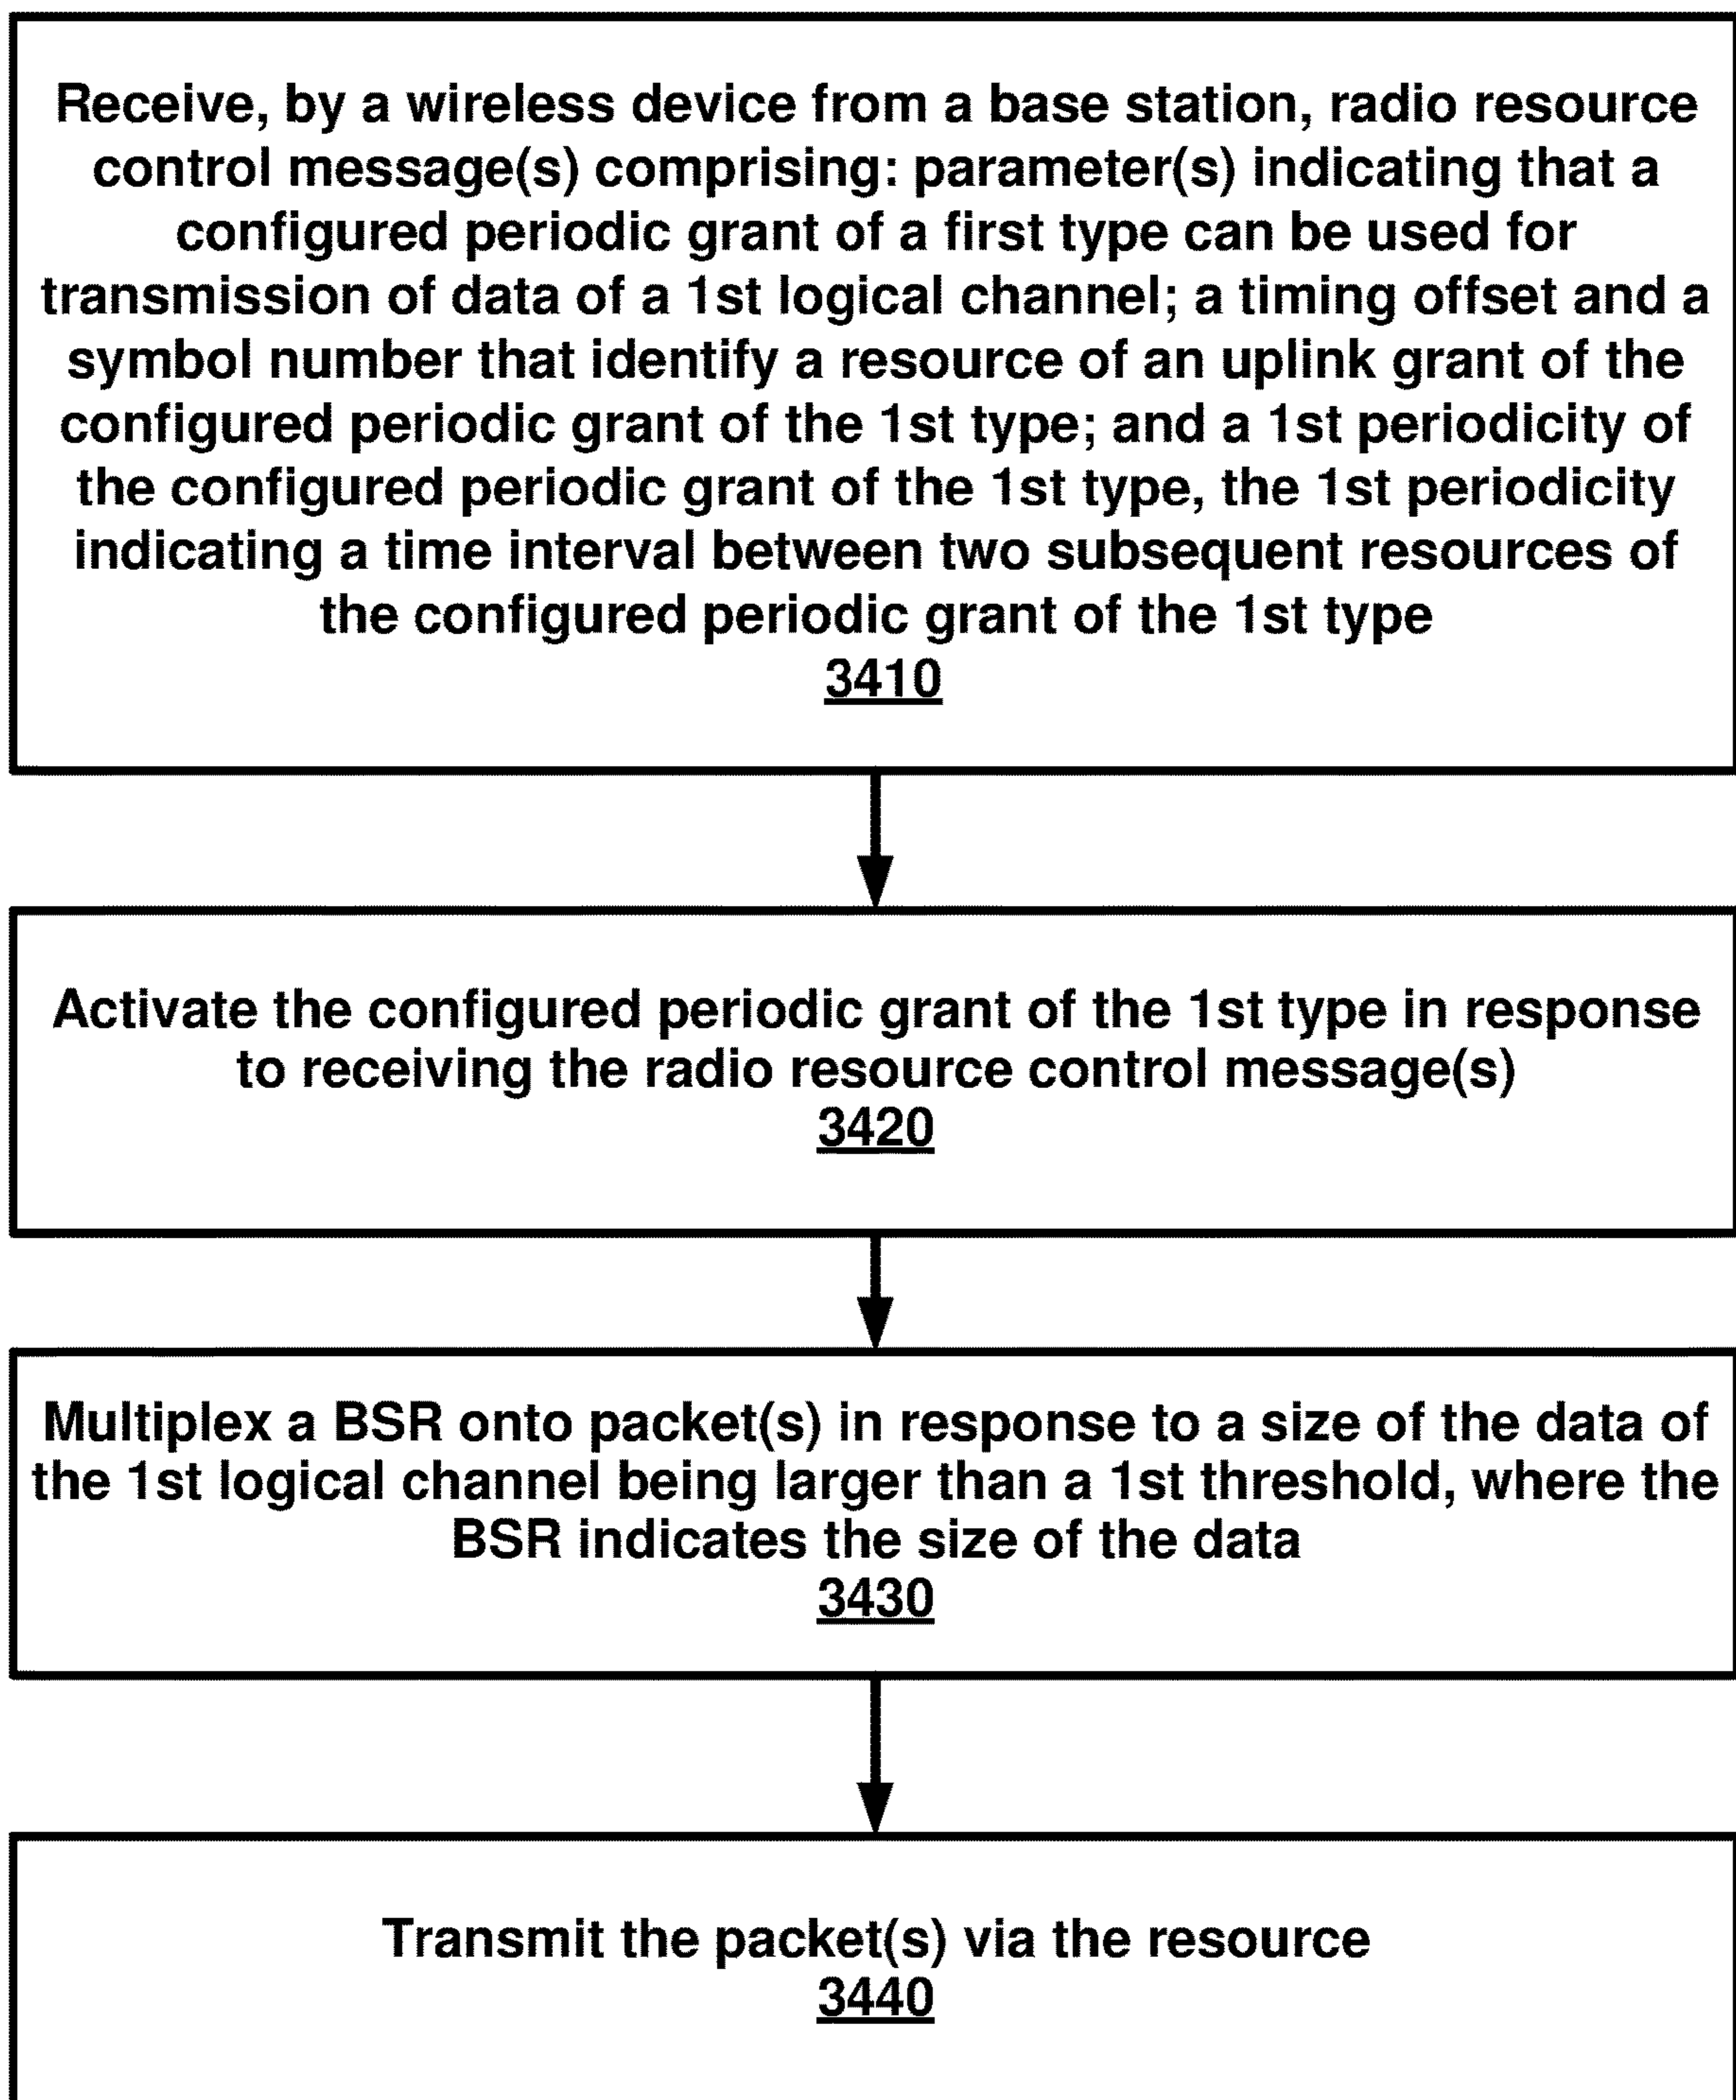 Receive, by a wireless device from a base station, radio resource
control message(s) comprising: parameter(s) indicating that a
configured periodic grant of a first type can be used for
transmission of data of a 1st logical channel; a timing offset and a
symbol number that identify a resource of an uplink grant of the
configured periodic grant of the 1st type; and a 1st periodicity of
the configured periodic grant of the 1st type, the 1st periodicity
indicating a time interval between two subsequent resources of
the configured periodic grant of the 1st type
3410
Activate the configured periodic grant of the 1st type in response
to receiving the radio resource control message(s)
3420
Multiplex a BSR onto packet(s) in response to a size of the data of
the 1st logical channel being larger than a 1st threshold, where the
BSR indicates the size of the data
3430
Transmit the packet(s) via the resource
3440